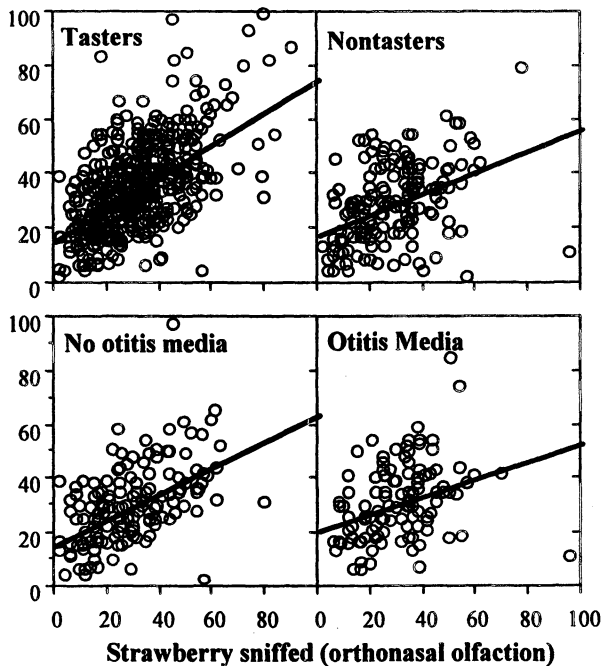 100
Tasters
Nontasters
80
60
40
20
0
100
No otitis media
Otitis Media
80
60
40
20
0
0 20 40 60 80 0 20 40 60 80 100
Strawberry sniffed (orthonasal olfaction)